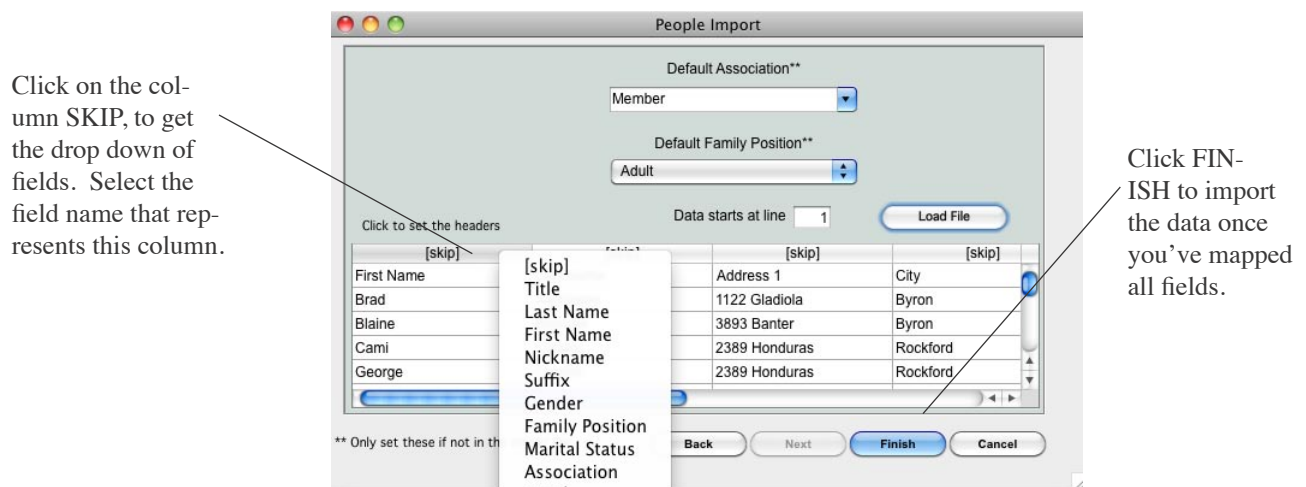 People Import
Click on the col-
umn SKIP, to get
the drop down of
fields. Select the
field name that rep-
resents this column.
Default Association**
Member
Default Family Position**
Adult
Data starts at line 1 Load File
Click to set the headers
[skip] [skip] [skip] [skip]
First Name Address 1 City
Brad 1122 Gladiola Byron
Blaine 3893 Banter Byron
Cami 2389 Honduras Rockford
George 2389 Honduras Rockford
[skip]
Title
Last Name
First Name
Nickname
Suffix
Gender
Family Position
Marital Status
Association
** Only set these if not in th
Back Next Finish Cancel
Click FIN-
ISH to import
the data once
you've mapped
all fields.